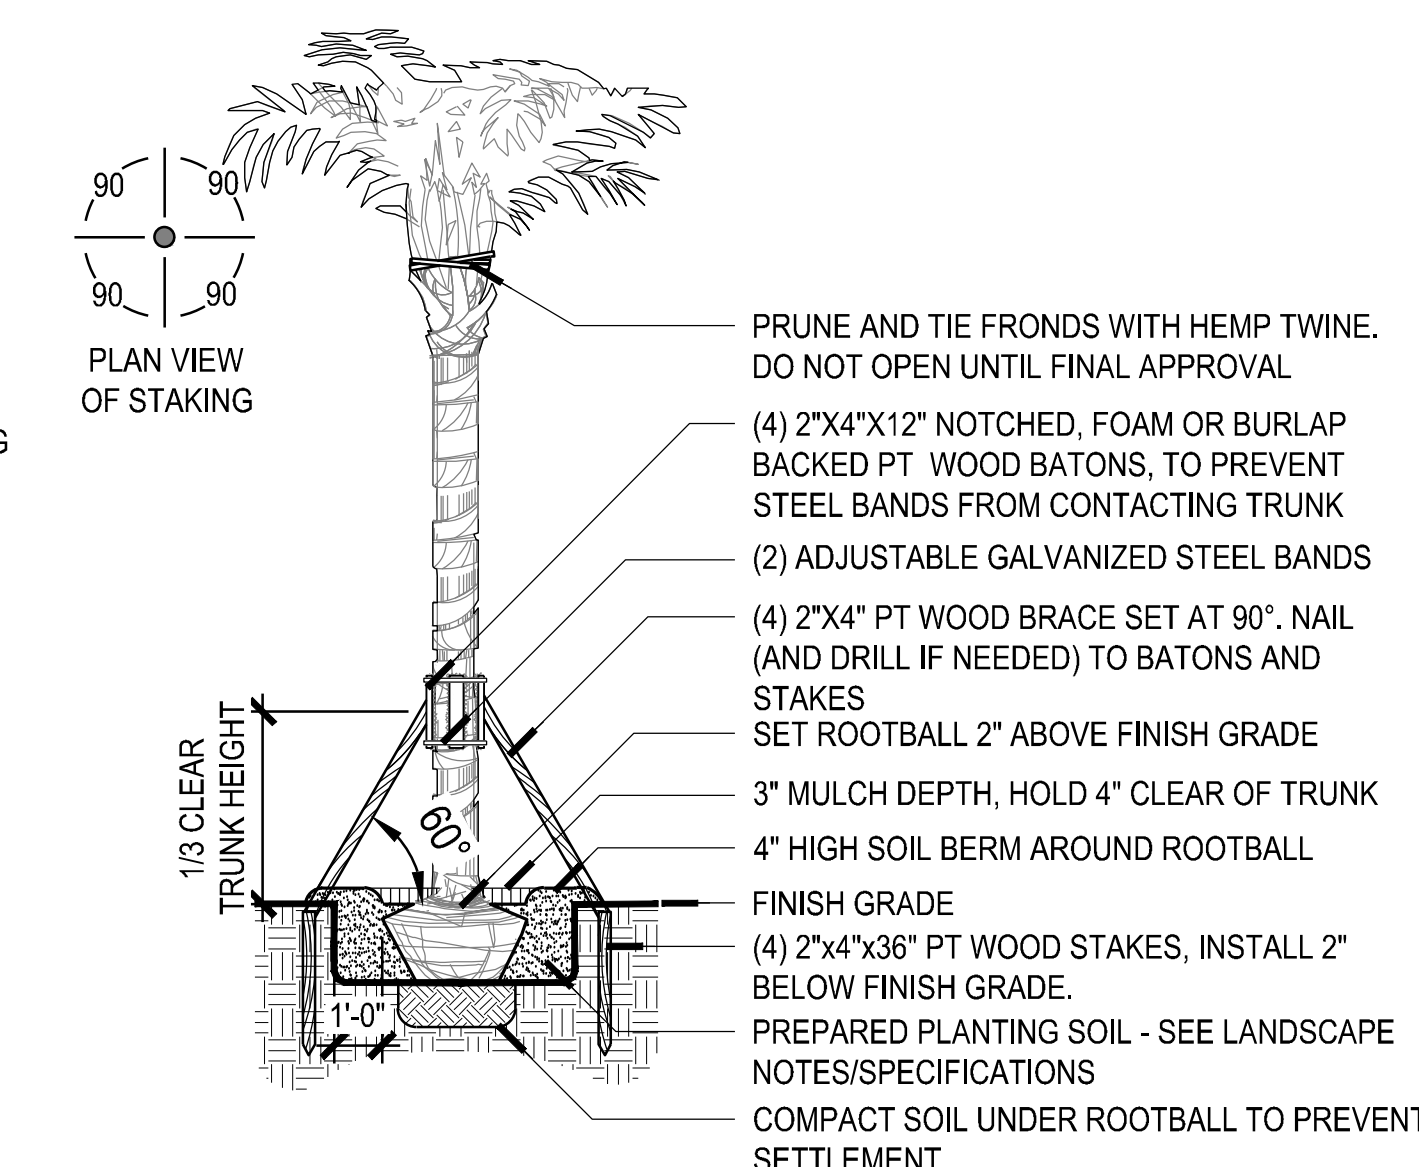 90 90
90 90
PLAN VIEW
OF STAKING
G
PRUNE AND TIE FRONDS WITH HEMP TWINE.
DO NOT OPEN UNTIL FINAL APPROVAL
(4) 2"X4"X12" NOTCHED, FOAM OR BURLAP
BACKED PT WOOD BATONS, TO PREVENT
STEEL BANDS FROM CONTACTING TRUNK
(2) ADJUSTABLE GALVANIZED STEEL BANDS
(4) 2"X4" PT WOOD BRACE SET AT 90°. NAIL
(AND DRILL IF NEEDED) TO BATONS AND
STAKES
SET ROOTBALL 2" ABOVE FINISH GRADE
3" MULCH DEPTH, HOLD 4" CLEAR OF TRUNK
4" HIGH SOIL BERM AROUND ROOTBALL
FINISH GRADE
(4) 2"x4"x36" PT WOOD STAKES, INSTALL 2"
BELOW FINISH GRADE.
PREPARED PLANTING SOIL - SEE LANDSCAPE
NOTES/SPECIFICATIONS
COMPACT SOIL UNDER ROOTBALL TO PREVENT
SETTLEMENT
1/3 CLEAR
TRUNK HEIGHT
60°
1'-0"